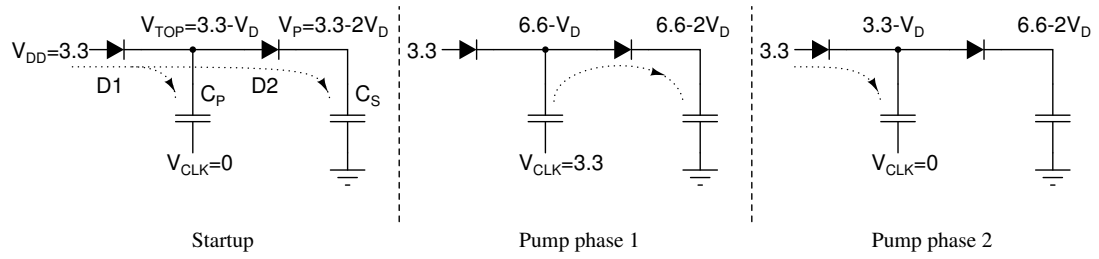 V_TOP=3.3-V_D V_P=3.3-2V_D 6.6-V_D 6.6-2V_D 3.3-V_D 6.6-2V_D
V_DD=3.3 3.3 3.3
D1 D2
C_P C_S
V_CLK=0 V_CLK=3.3 V_CLK=0
Startup Pump phase 1 Pump phase 2